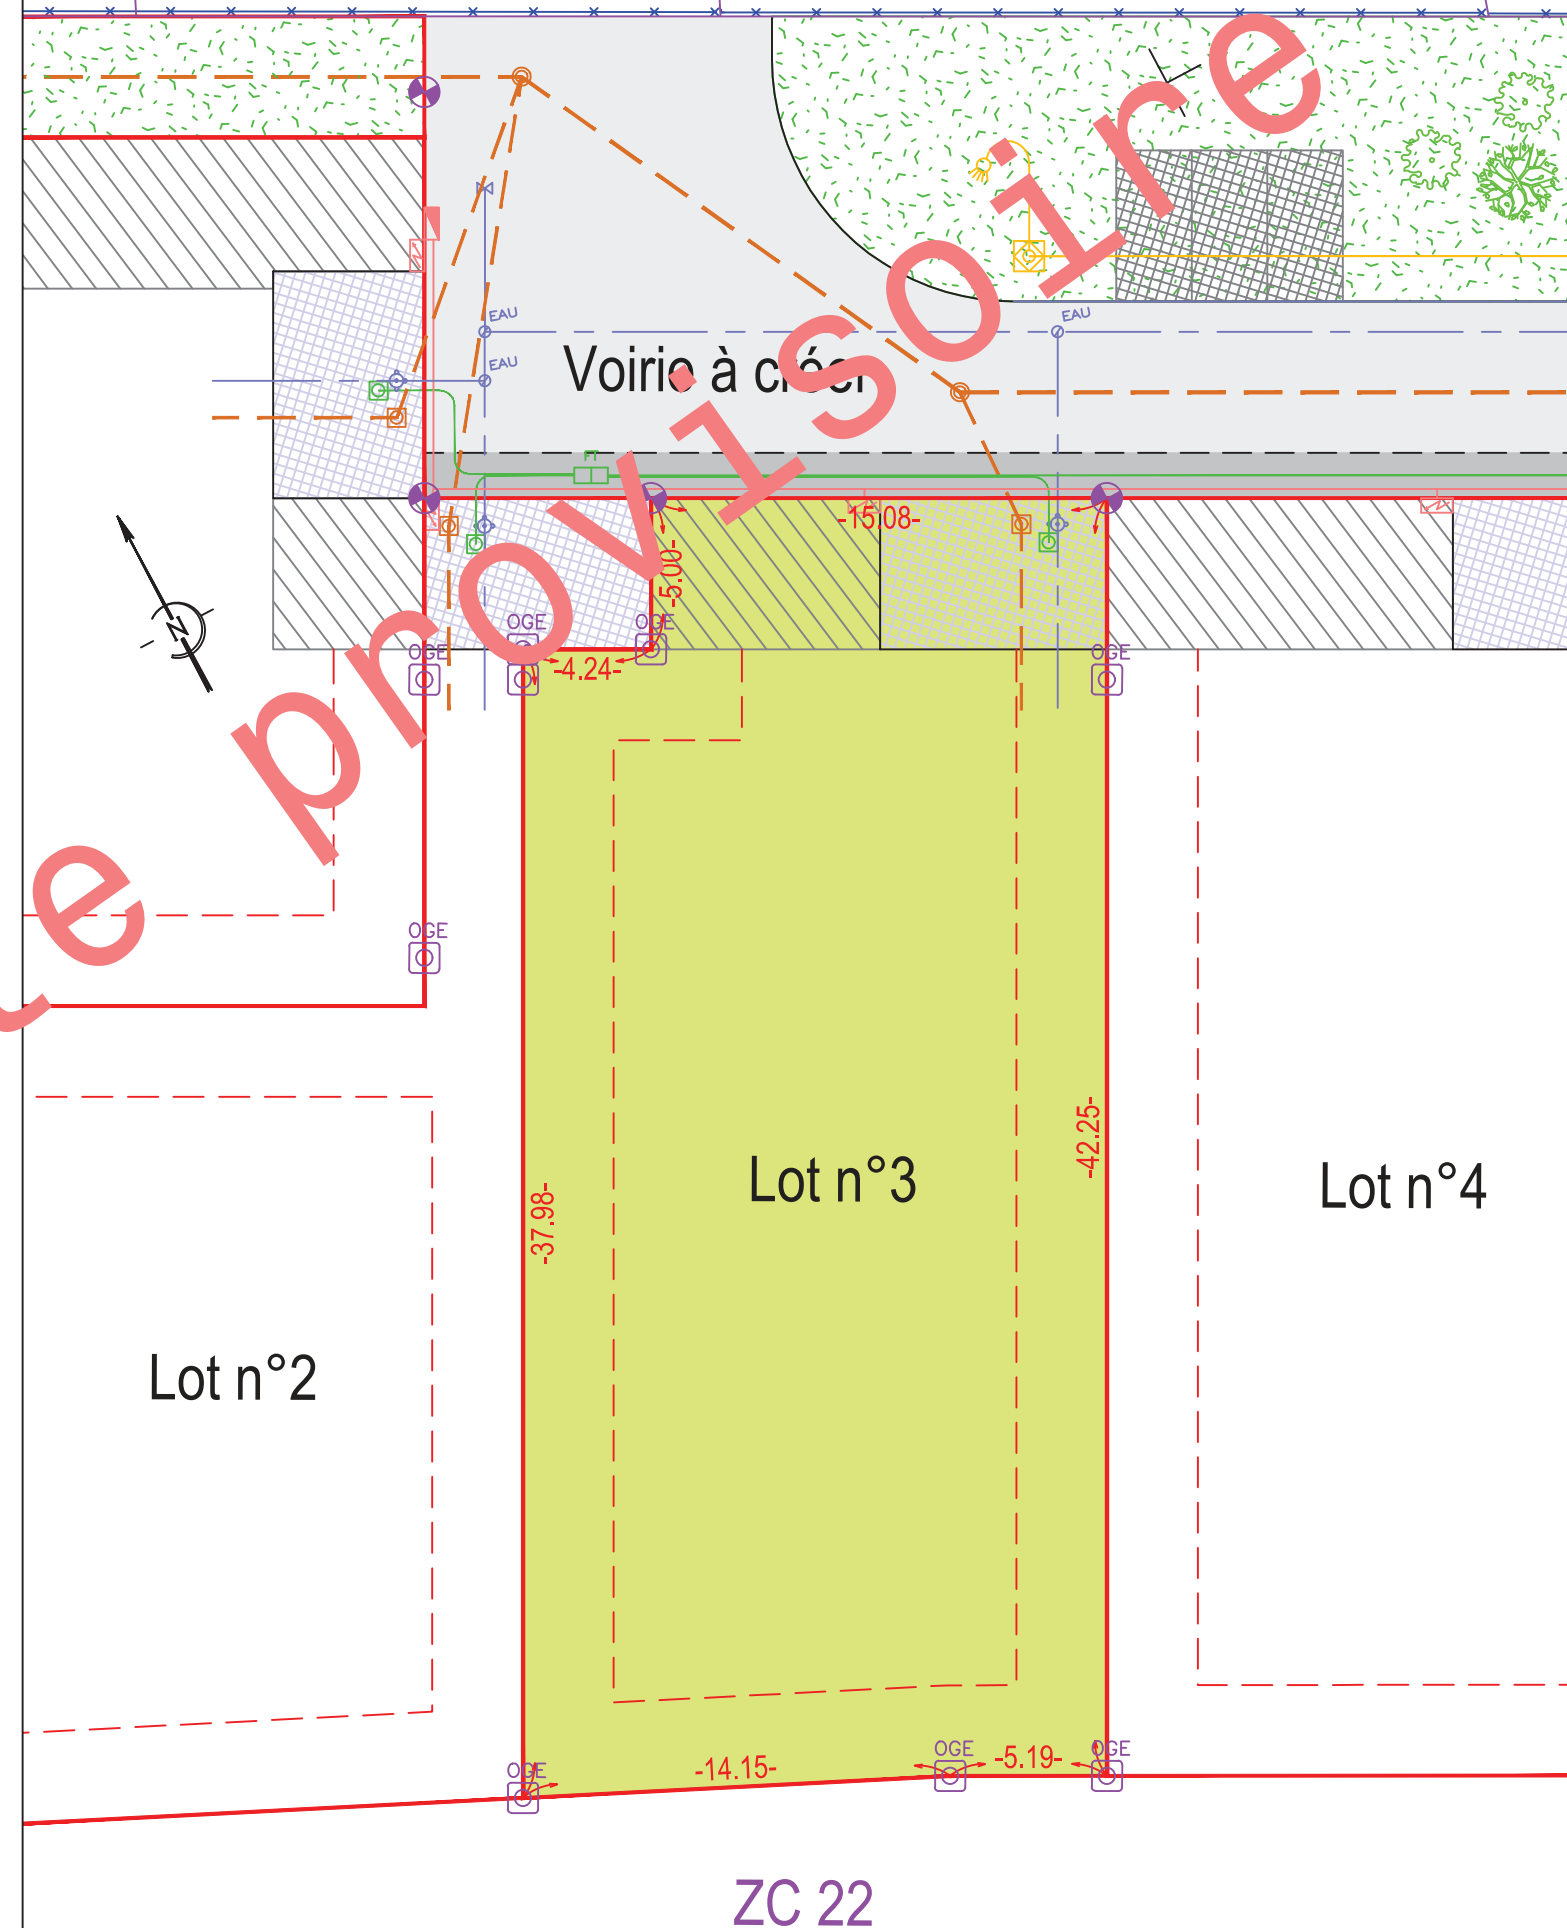 EAU
EAU
EAU
Voirie à créer
FT
-15.08-
-5.00-
OGE
OGE
OGE
OGE
-4.24-
N
provisoire
OGE
-42.25-
Lot n°3
Lot n°4
-37.98-
Lot n°2
OGE
-14.15-
OGE
-5.19-
OGE
ZC 22